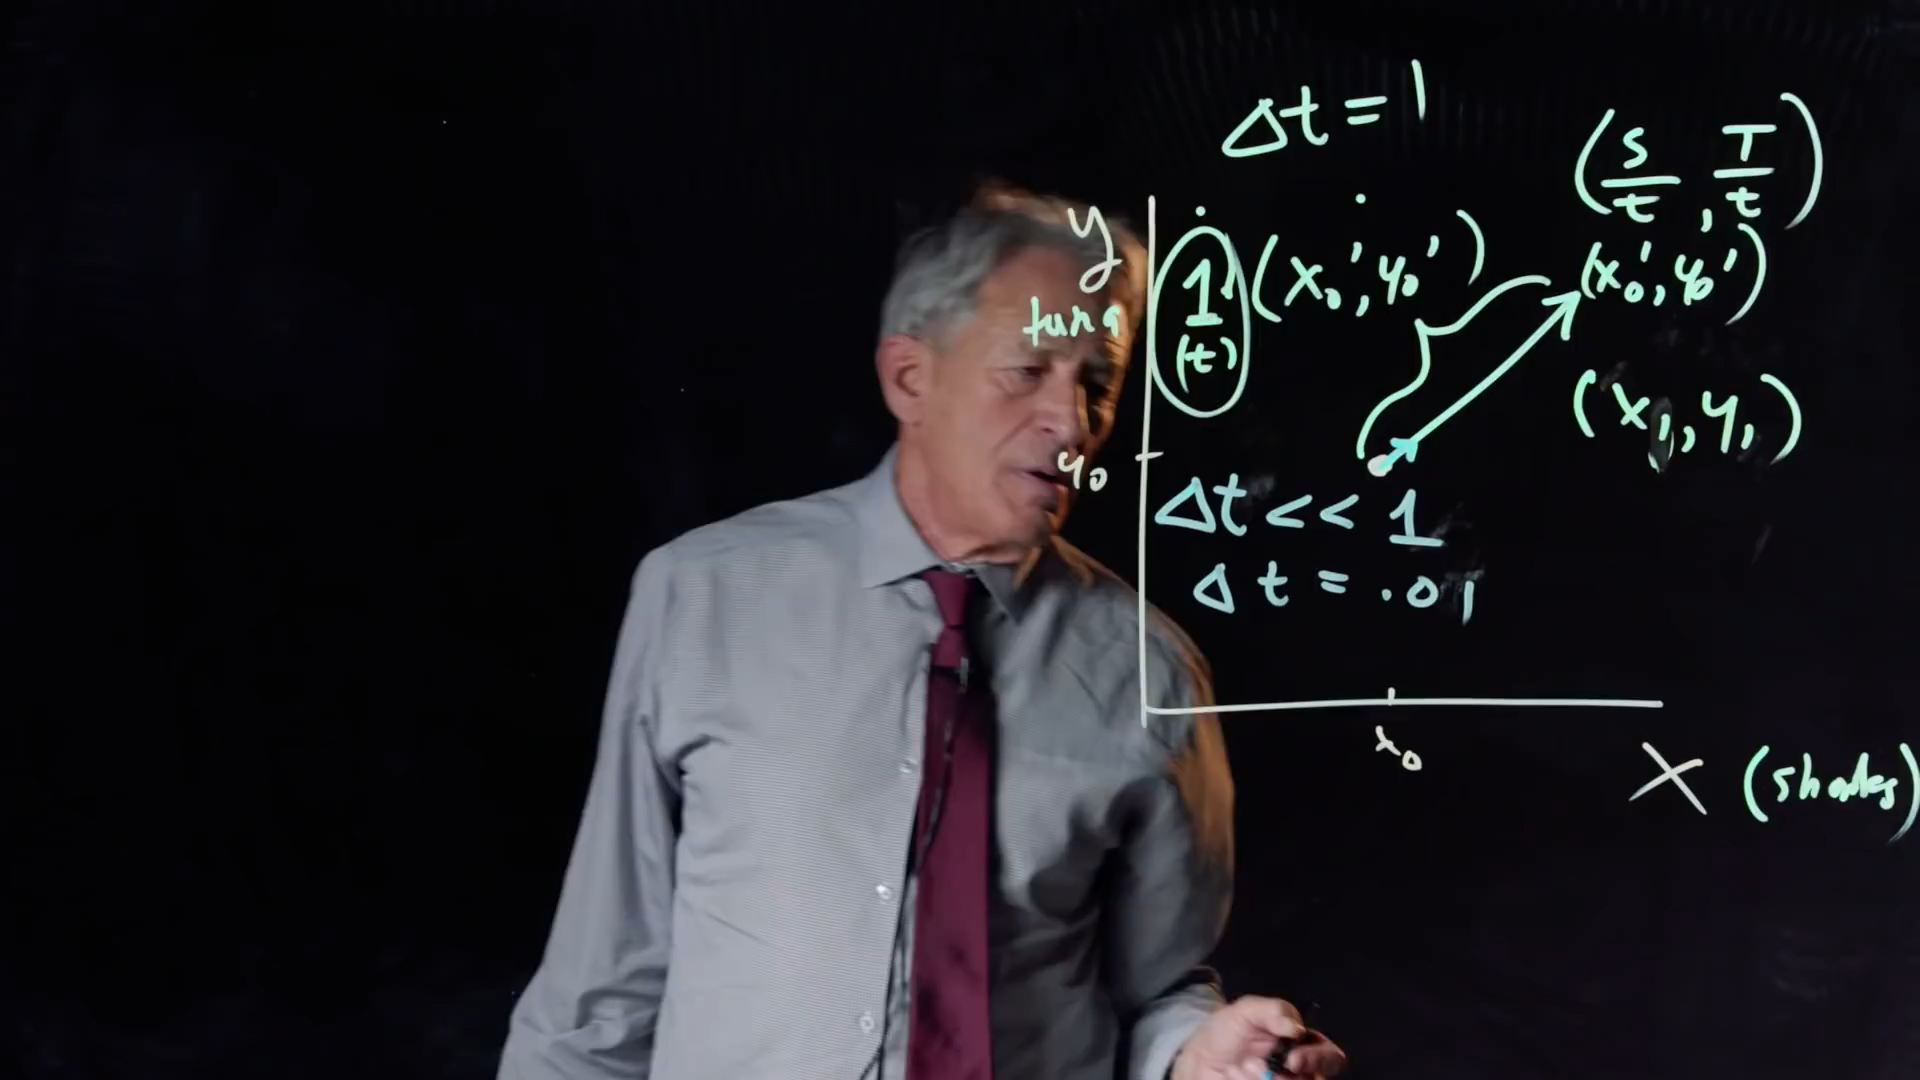 Δt = 1
(S/t, T/t)
y
tuna
1/(t) (x₀', y₀')
(x₀', y₀')
(x₁, y₁)
y₀
Δt << 1
Δt = .01
x₀
X (sharks)